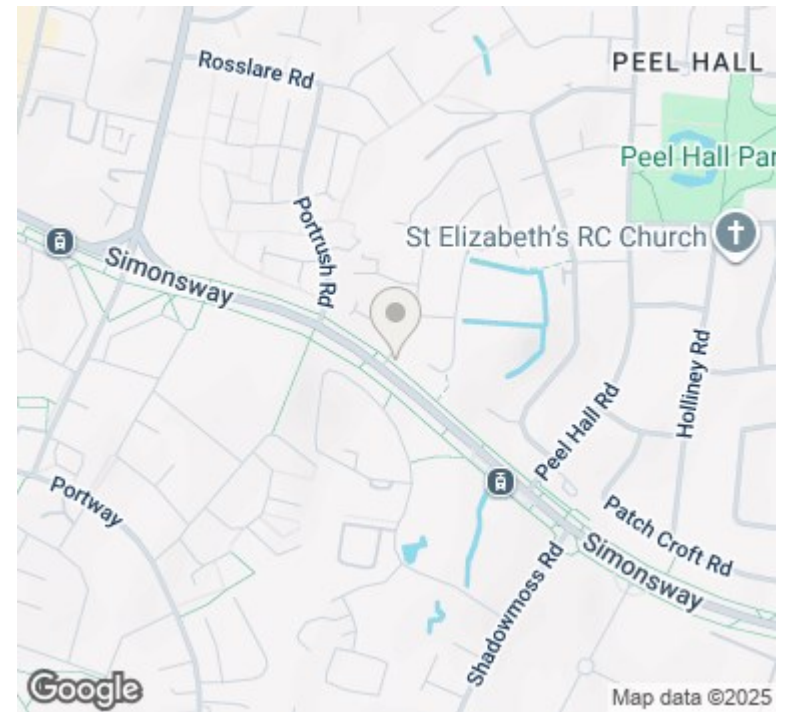 Rosslare Rd
PEEL HALL
Peel Hall Par
Portrush Rd
St Elizabeth's RC Church
Simonsway
Holliney Rd
Peel Hall Rd
Portway
Patch Croft Rd
Simonsway
Shadowmoss Rd
Google
Map data ©2025